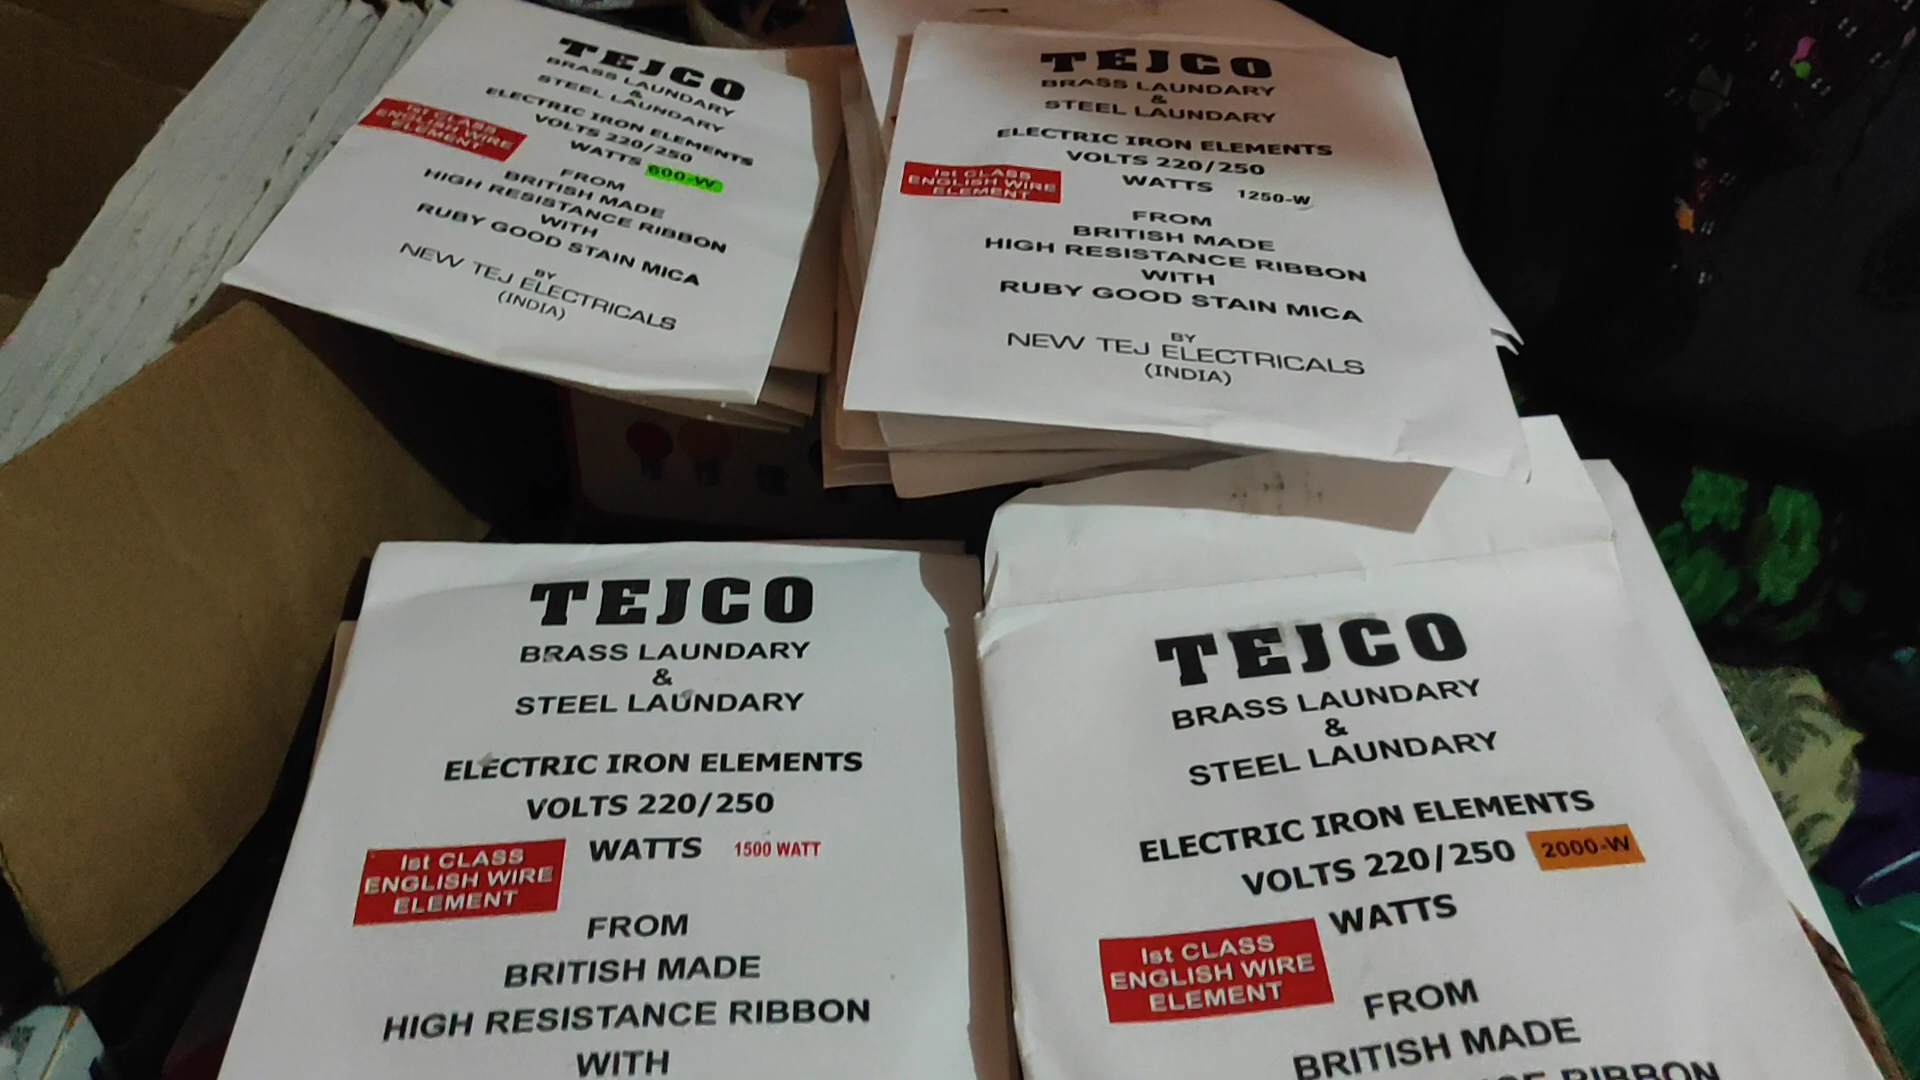 TEJCO
BRASS LAUNDARY
&
STEEL LAUNDARY
ELECTRIC IRON ELEMENTS
VOLTS 220/250
WATTS 600-W
Ist CLASS
ENGLISH WIRE
ELEMENT
FROM
BRITISH MADE
HIGH RESISTANCE RIBBON
WITH
RUBY GOOD STAIN MICA
BY
NEW TEJ ELECTRICALS
(INDIA)
TEJCO
BRASS LAUNDARY
&
STEEL LAUNDARY
ELECTRIC IRON ELEMENTS
VOLTS 220/250
WATTS 1250-W
Ist CLASS
ENGLISH WIRE
ELEMENT
FROM
BRITISH MADE
HIGH RESISTANCE RIBBON
WITH
RUBY GOOD STAIN MICA
BY
NEW TEJ ELECTRICALS
(INDIA)
TEJCO
BRASS LAUNDARY
&
STEEL LAUNDARY
ELECTRIC IRON ELEMENTS
VOLTS 220/250
WATTS 1500 WATT
Ist CLASS
ENGLISH WIRE
ELEMENT
FROM
BRITISH MADE
HIGH RESISTANCE RIBBON
WITH
TEJCO
BRASS LAUNDARY
&
STEEL LAUNDARY
ELECTRIC IRON ELEMENTS
VOLTS 220/250 2000-W
WATTS
Ist CLASS
ENGLISH WIRE
ELEMENT
FROM
BRITISH MADE
RIBBON